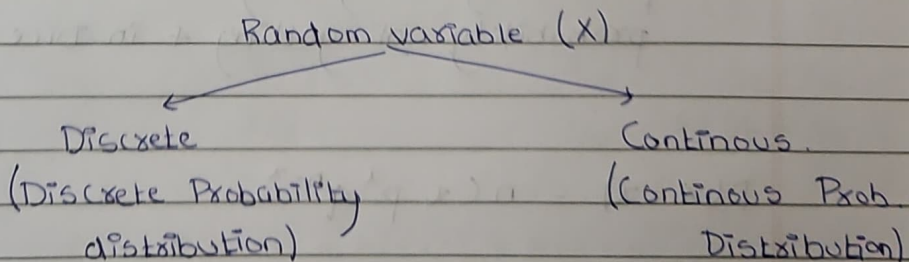 Random variable (X)
Discrete
Continous.
(Discrete Probability
(Continous Prob.
distribution)
Distribution)